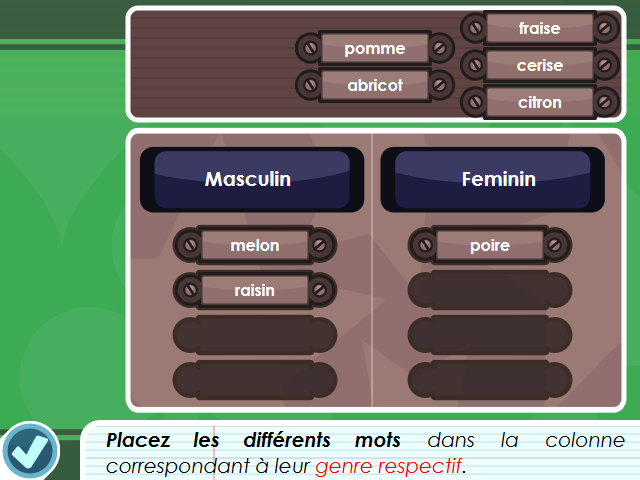 fraise
pomme
cerise
abricot
citron
Masculin Feminin
melon poire
raisin
Placez les différents mots dans la colonne
correspondant à leur genre respectif.